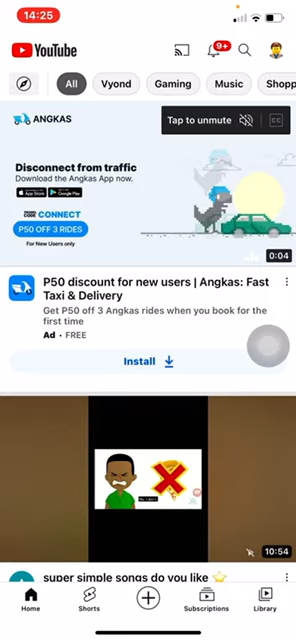 14:25
YouTube
9+
All
Vyond
Gaming
Music
Shopp
ANGKAS
Tap to unmute
CC
Disconnect from traffic
Download the Angkas App now.
App Store
Google Play
CODE: CONNECT
P50 OFF 3 RIDES
For New Users only
0:04
P50 discount for new users | Angkas: Fast
Taxi & Delivery
Get P50 off 3 Angkas rides when you book for the
first time
Ad • FREE
Install
10:54
super simple songs do you like ⭐
Home
Shorts
Subscriptions
Library